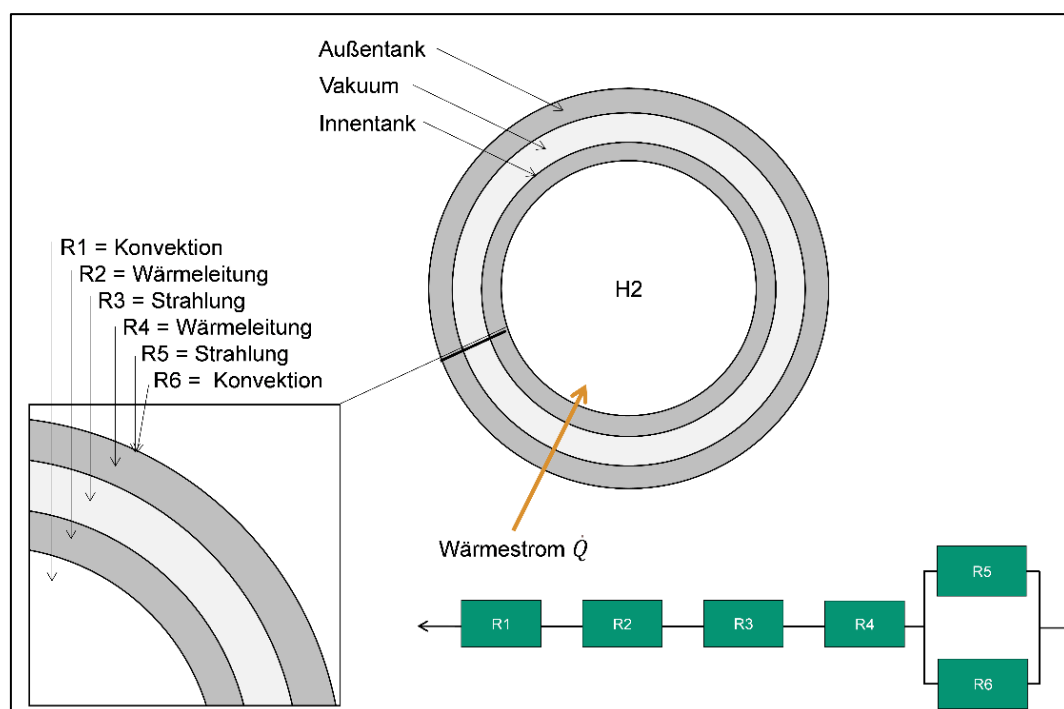 Außentank
Vakuum
Innentank
R1 = Konvektion
R2 = Wärmeleitung
R3 = Strahlung
R4 = Wärmeleitung
R5 = Strahlung
R6 = Konvektion
H2
Wärmestrom Q̇
R1
R2
R3
R4
R5
R6